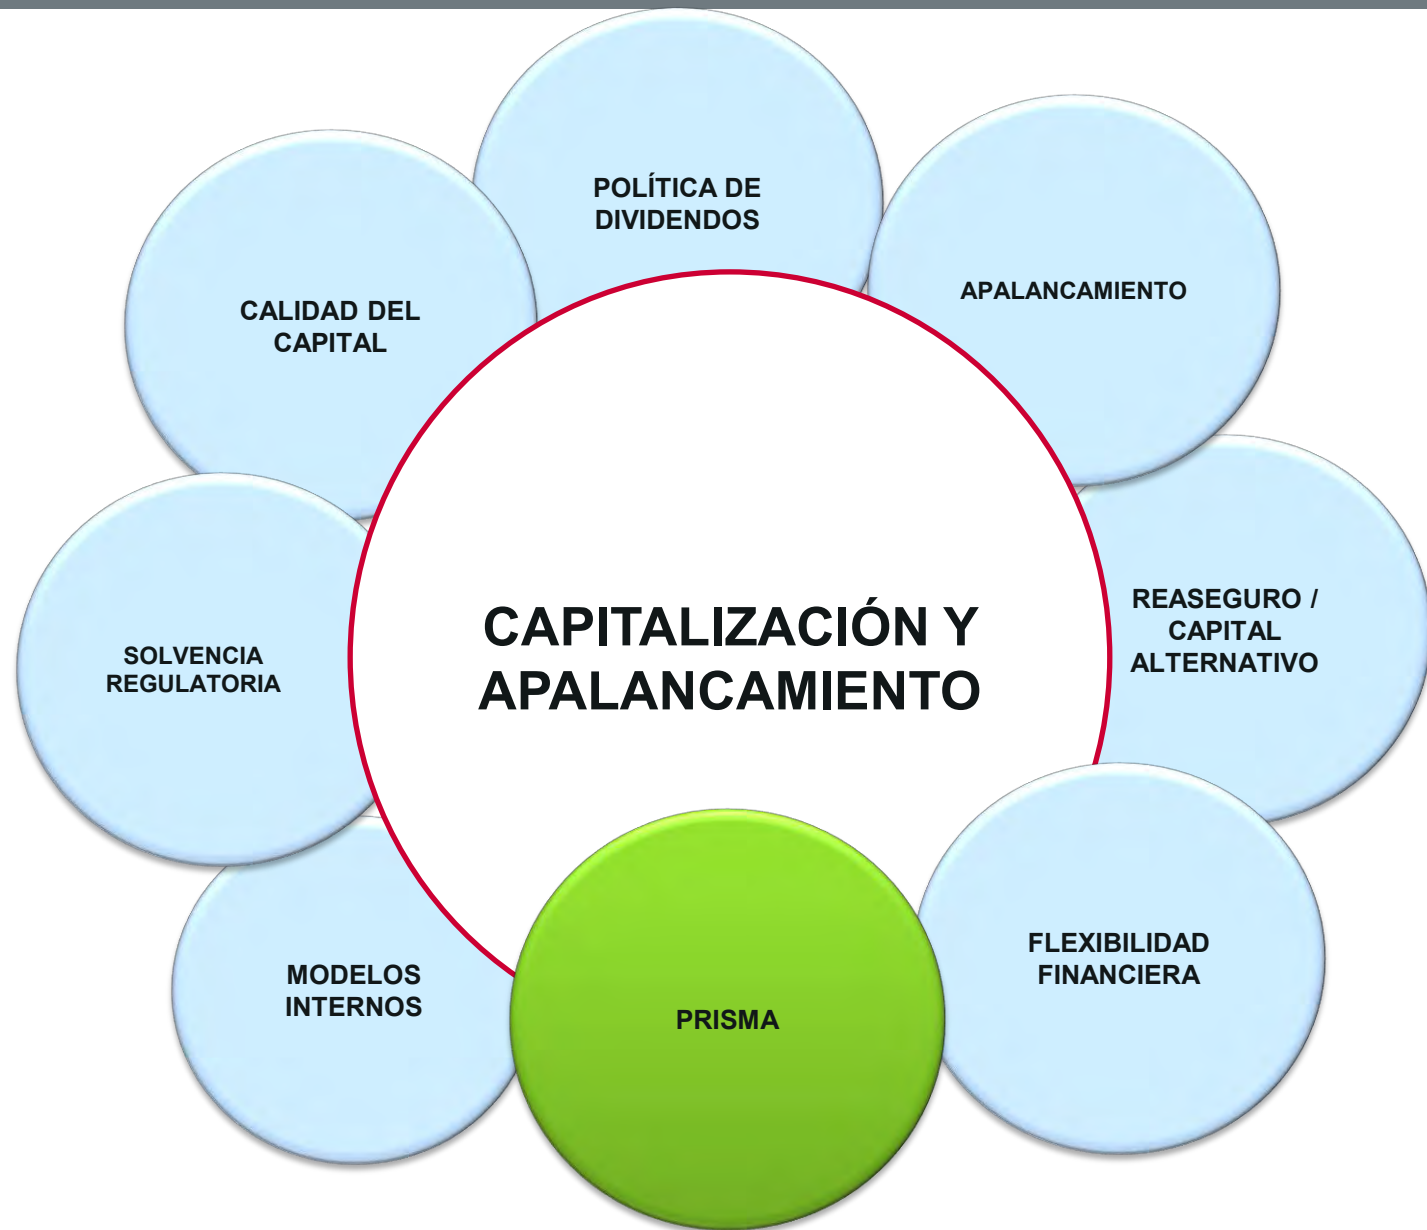 POLÍTICA DE
DIVIDENDOS
APALANCAMIENTO
CALIDAD DEL
CAPITAL
REASEGURO /
CAPITAL
ALTERNATIVO
CAPITALIZACIÓN Y
APALANCAMIENTO
SOLVENCIA
REGULATORIA
FLEXIBILIDAD
FINANCIERA
MODELOS
INTERNOS
PRISMA